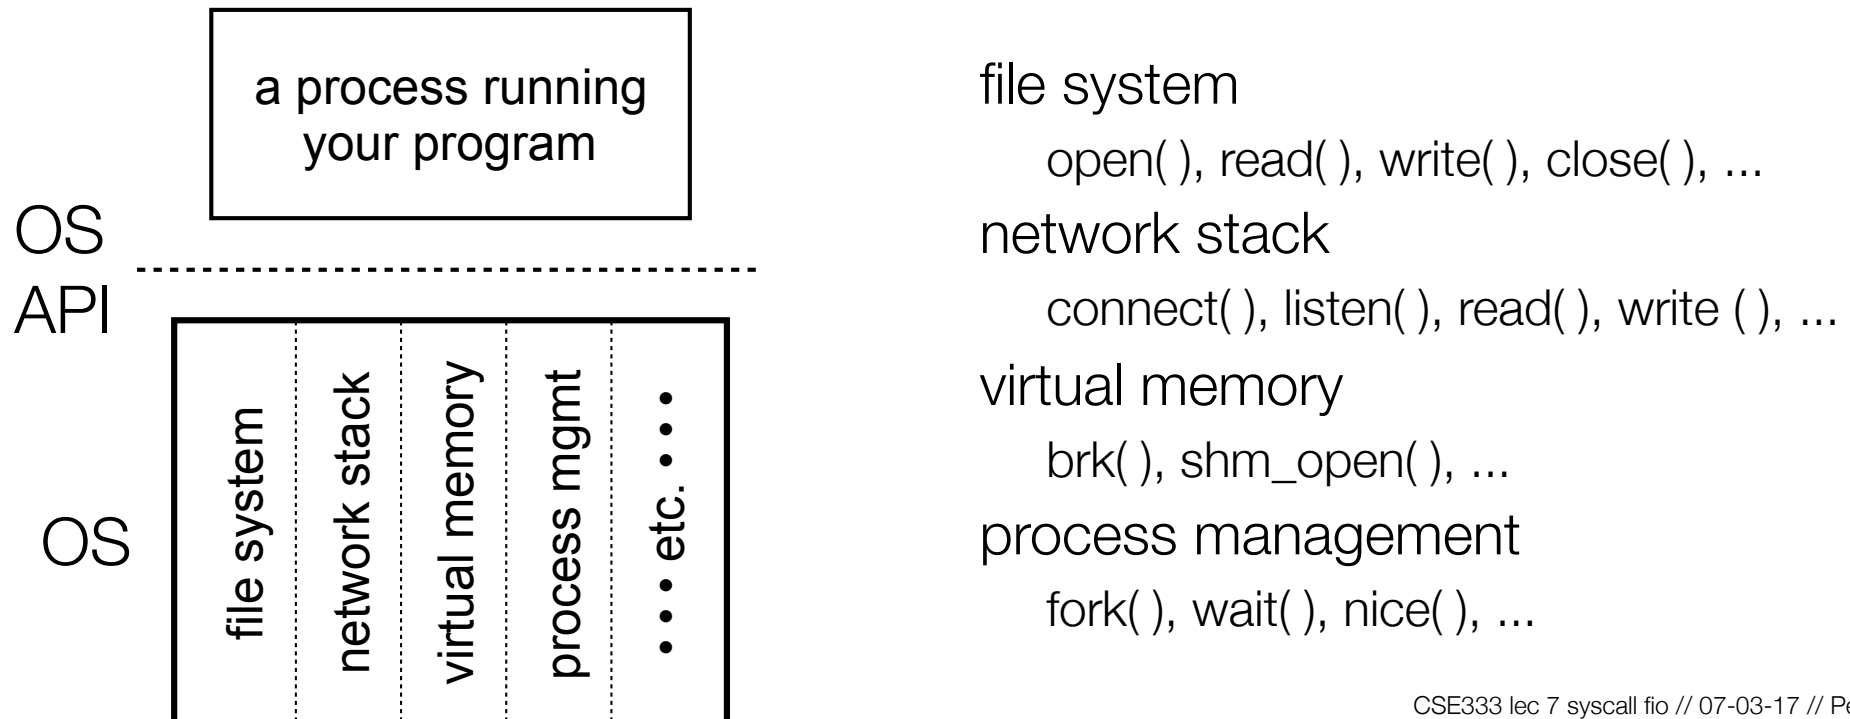 a process running
your program
OS
API
OS
file system
network stack
virtual memory
process mgmt
• • • etc. • • •
file system
open( ), read( ), write( ), close( ), ...
network stack
connect( ), listen( ), read( ), write ( ), ...
virtual memory
brk( ), shm_open( ), ...
process management
fork( ), wait( ), nice( ), ...
CSE333 lec 7 syscall fio // 07-03-17 //